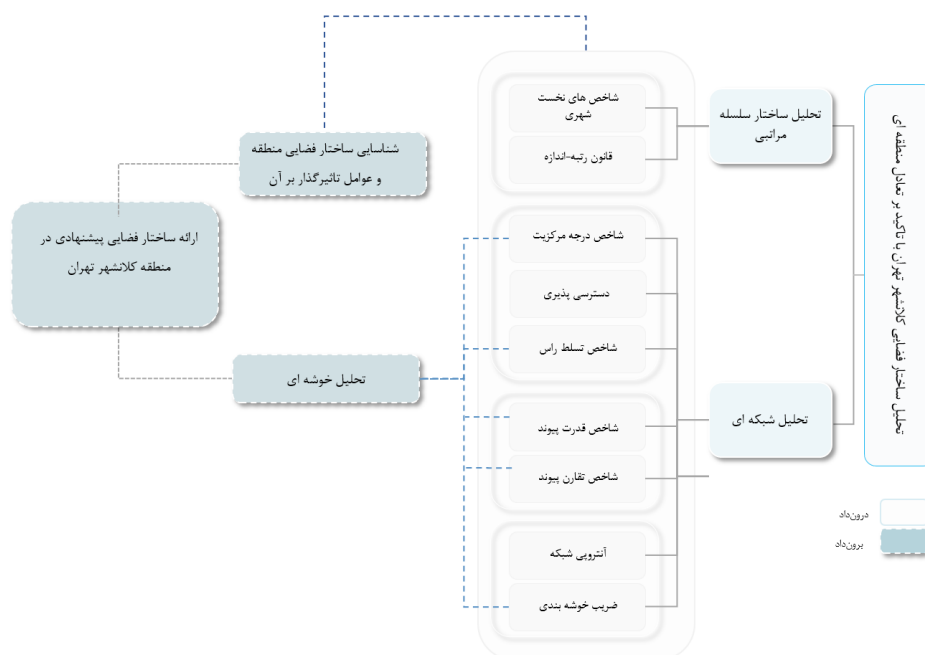 تحلیل ساختار فضایی کلانشهر تهران با تاکید بر تعادل منطقه ای
تحلیل ساختار سلسله
مراتبی
تحلیل شبکه ای
شاخص های نخست
شهری
قانون رتبه-اندازه
شاخص درجه مرکزیت
دسترسی پذیری
شاخص تسلط راس
شاخص قدرت پیوند
شاخص تقارن پیوند
آنتروپی شبکه
ضریب خوشه بندی
شناسایی ساختار فضایی منطقه
و عوامل تاثیرگذار بر آن
تحلیل خوشه ای
ارائه ساختار فضایی پیشنهادی در
منطقه کلانشهر تهران
درون‌داد
برون‌داد